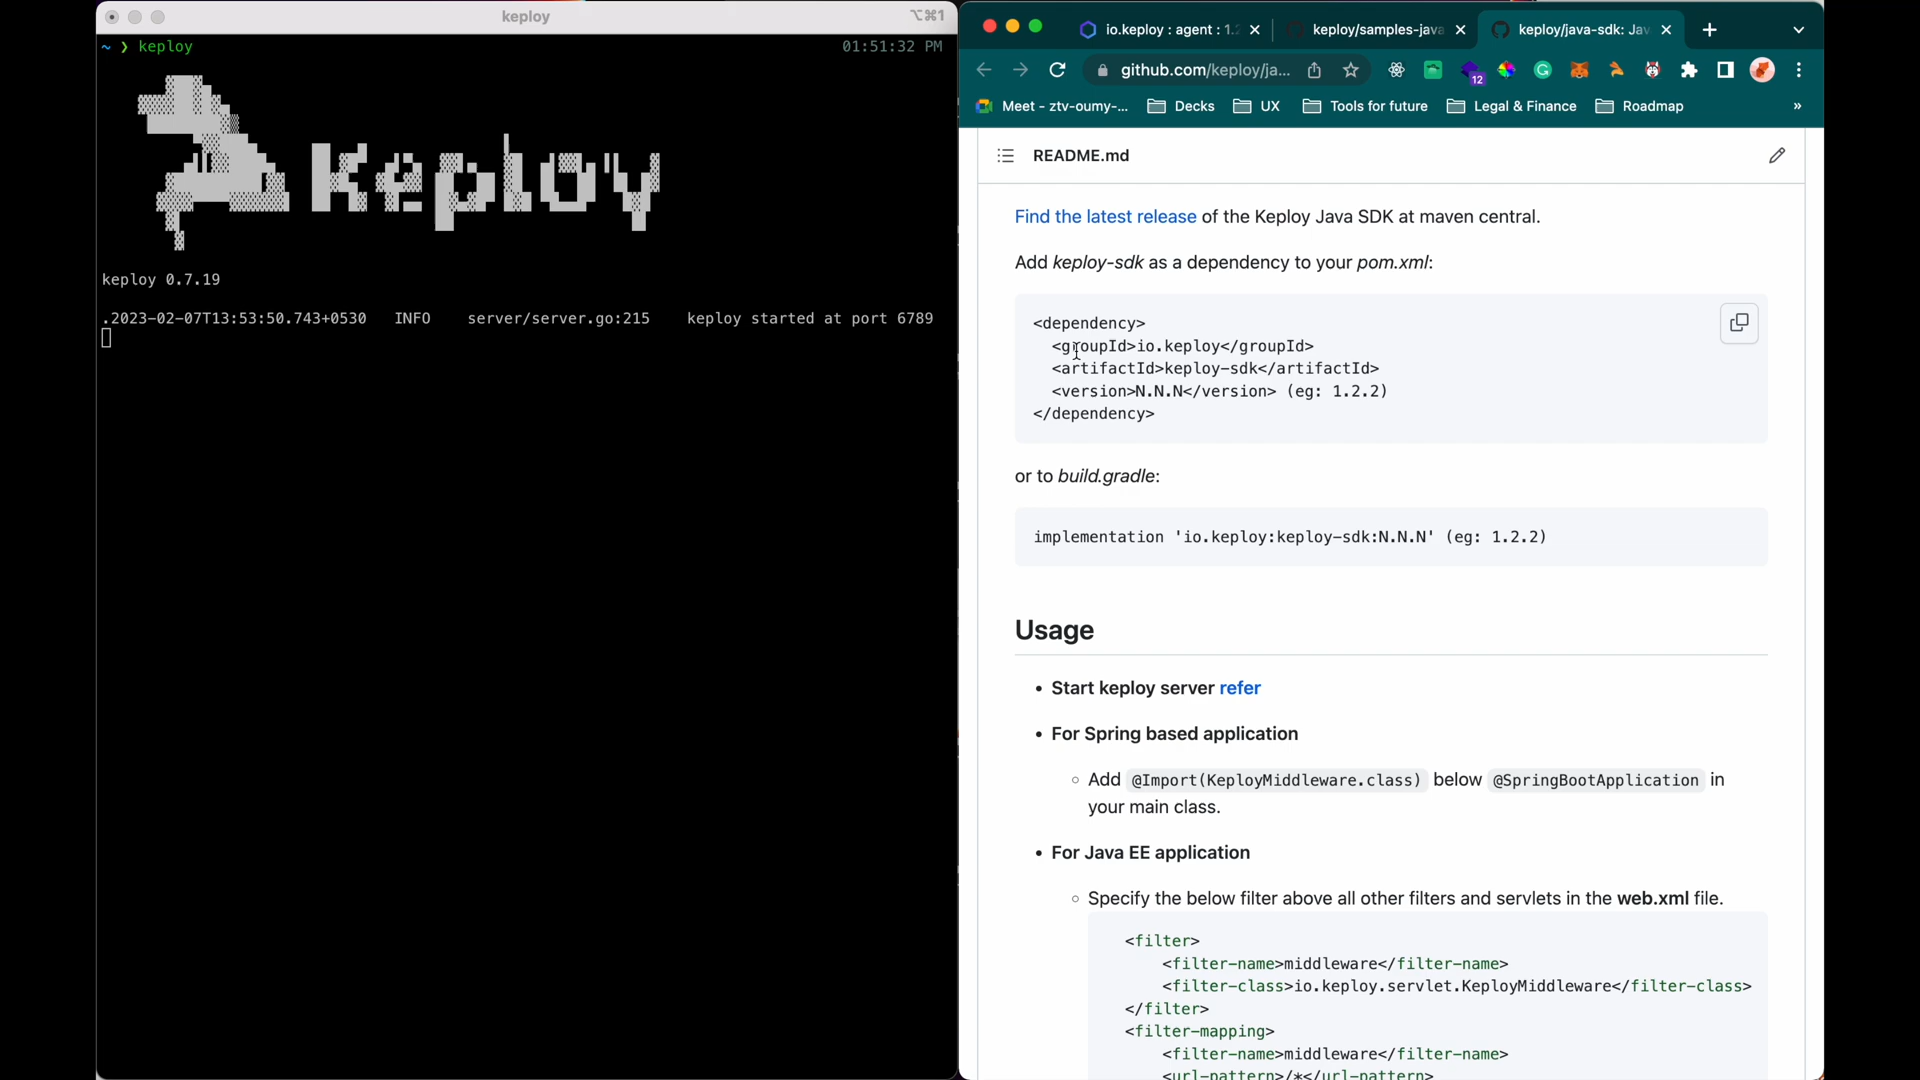 keploy
⌥⌘1
~ ❯ keploy
01:51:32 PM
keploy
keploy 0.7.19
.2023-02-07T13:53:50.743+0530 INFO server/server.go:215 keploy started at port 6789
io.keploy : agent : 1.2
keploy/samples-java
keploy/java-sdk: Jav
github.com/keploy/ja...
12
Meet - ztv-oumy-...
Decks
UX
Tools for future
Legal & Finance
Roadmap
»
README.md
Find the latest release of the Keploy Java SDK at maven central.
Add keploy-sdk as a dependency to your pom.xml:
<dependency>
<groupId>io.keploy</groupId>
<artifactId>keploy-sdk</artifactId>
<version>N.N.N</version> (eg: 1.2.2)
</dependency>
or to build.gradle:
implementation 'io.keploy:keploy-sdk:N.N.N' (eg: 1.2.2)
Usage
• Start keploy server refer
• For Spring based application
◦ Add @Import(KeployMiddleware.class) below @SpringBootApplication in
your main class.
• For Java EE application
◦ Specify the below filter above all other filters and servlets in the web.xml file.
<filter>
<filter-name>middleware</filter-name>
<filter-class>io.keploy.servlet.KeployMiddleware</filter-class>
</filter>
<filter-mapping>
<filter-name>middleware</filter-name>
<url-pattern>/*</url-pattern>